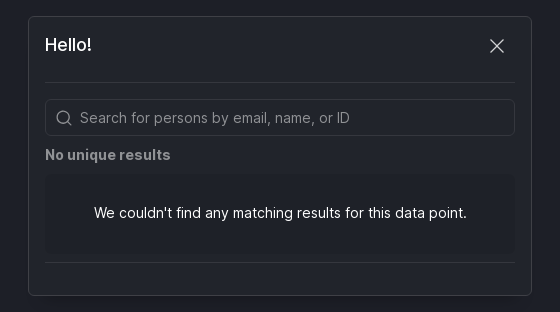 Hello!
Search for persons by email, name, or ID
No unique results
We couldn't find any matching results for this data point.